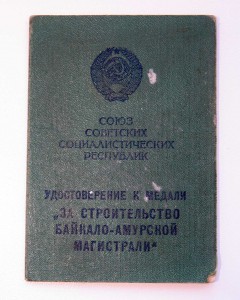 СОЮЗ
СОВЕТСКИХ
СОЦИАЛИСТИЧЕСКИХ
РЕСПУБЛИК
УДОСТОВЕРЕНИЕ К МЕДАЛИ
„ЗА СТРОИТЕЛЬСТВО
БАЙКАЛО-АМУРСКОЙ
МАГИСТРАЛИ“